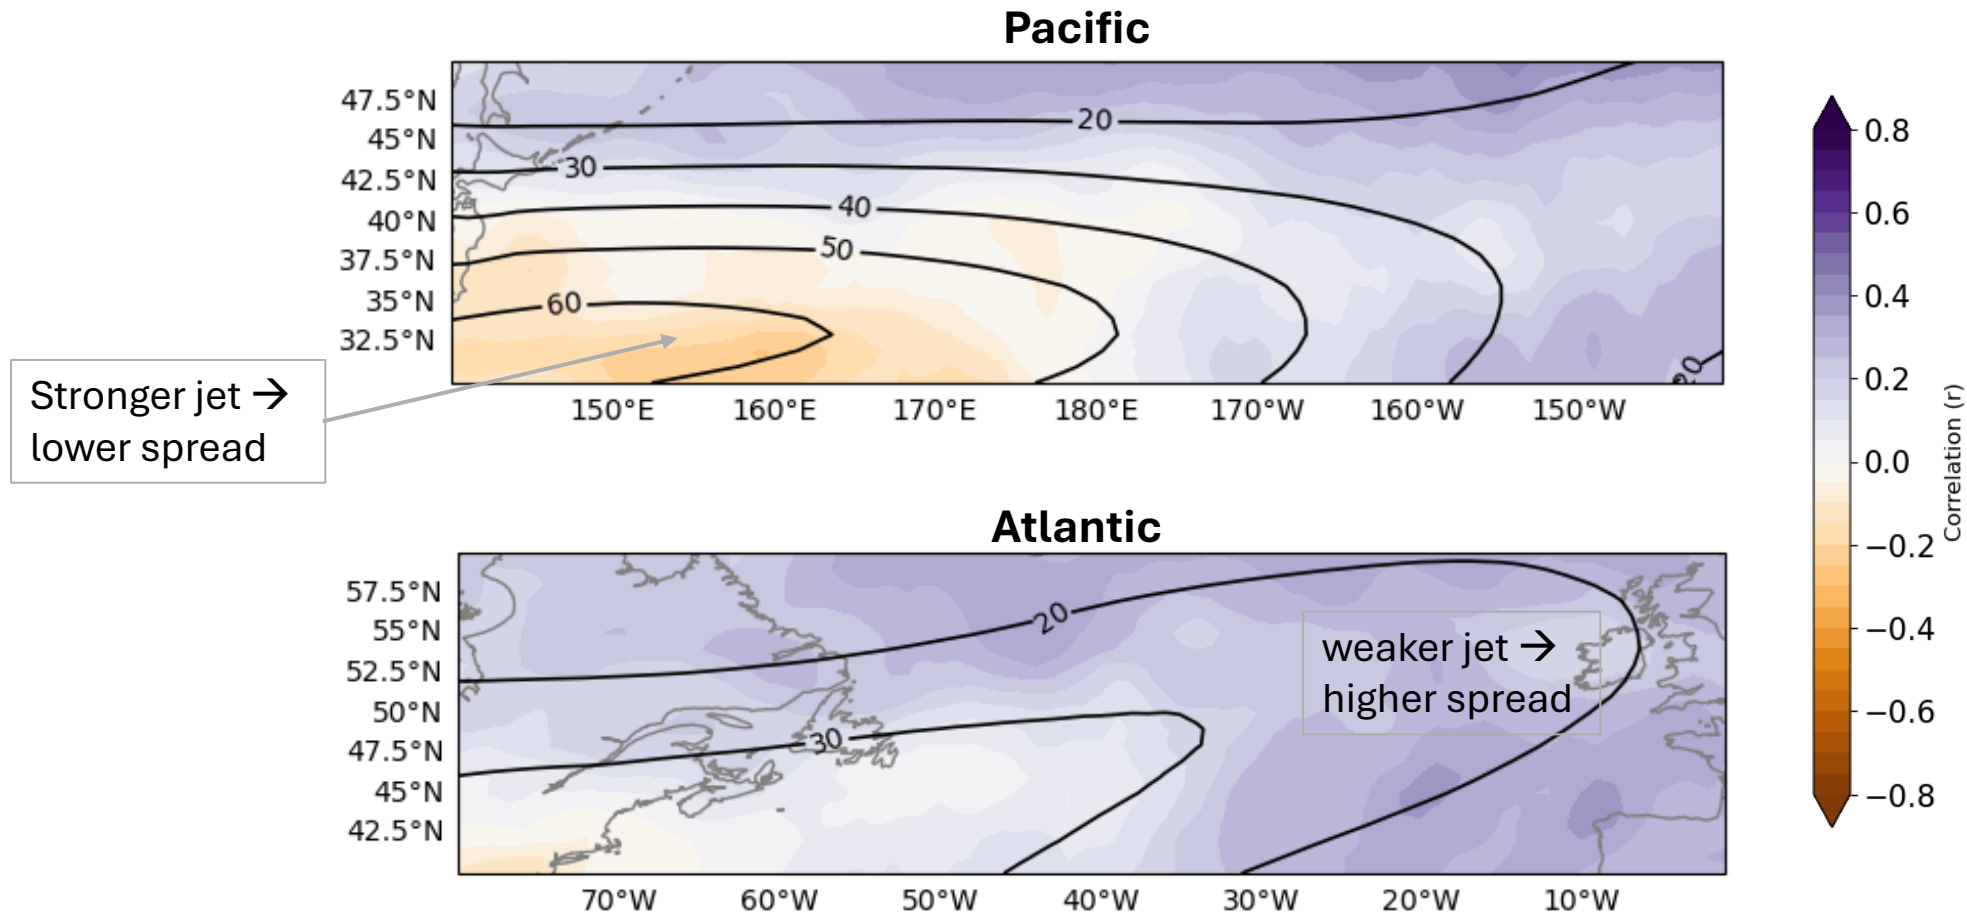 Pacific
47.5°N
45°N
42.5°N
40°N
37.5°N
35°N
32.5°N
20
30
40
50
60
20
150°E 160°E 170°E 180°E 170°W 160°W 150°W
Stronger jet →
lower spread
Atlantic
57.5°N
55°N
52.5°N
50°N
47.5°N
45°N
42.5°N
20
30
weaker jet →
higher spread
70°W 60°W 50°W 40°W 30°W 20°W 10°W
0.8
0.6
0.4
0.2
0.0
−0.2
−0.4
−0.6
−0.8
Correlation (r)